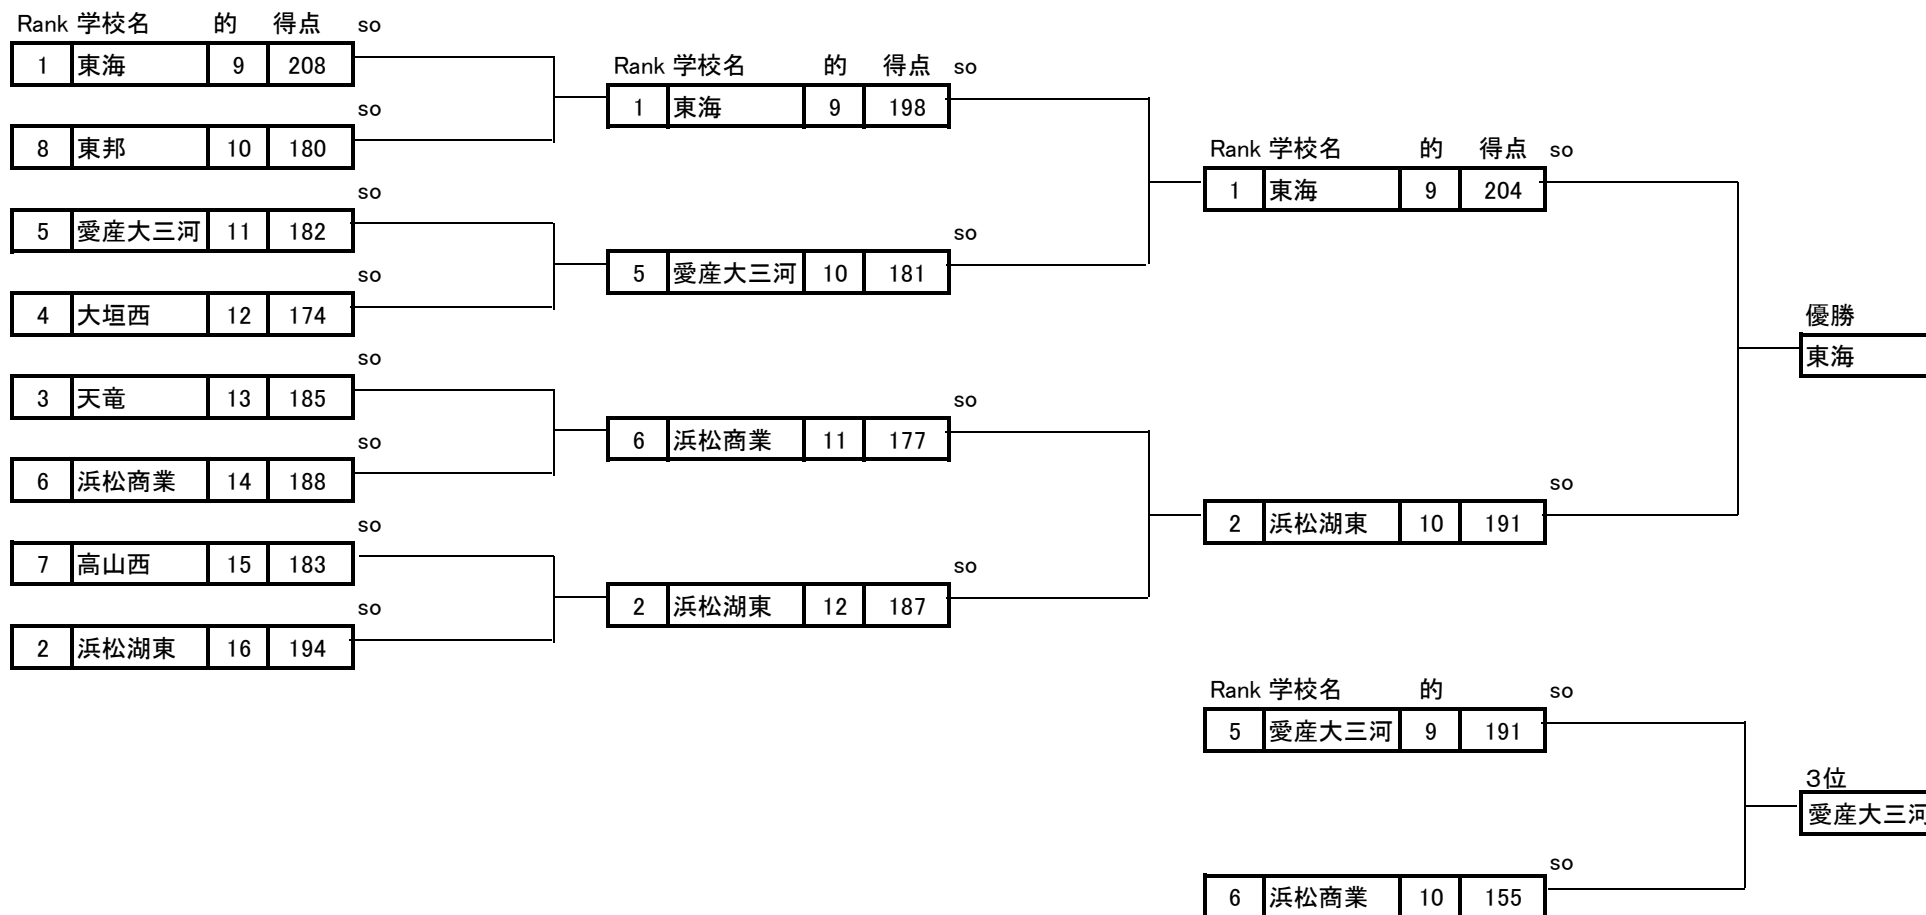 Rank 学校名 的 得点 so
1 東海 9 208
so
8 東邦 10 180
so
5 愛産大三河 11 182
so
4 大垣西 12 174
so
3 天竜 13 185
so
6 浜松商業 14 188
so
7 高山西 15 183
so
2 浜松湖東 16 194
Rank 学校名 的 得点 so
1 東海 9 198
so
5 愛産大三河 10 181
so
6 浜松商業 11 177
so
2 浜松湖東 12 187
Rank 学校名 的 得点 so
1 東海 9 204
so
2 浜松湖東 10 191
優勝
東海
Rank 学校名 的 so
5 愛産大三河 9 191
so
6 浜松商業 10 155
3位
愛産大三河